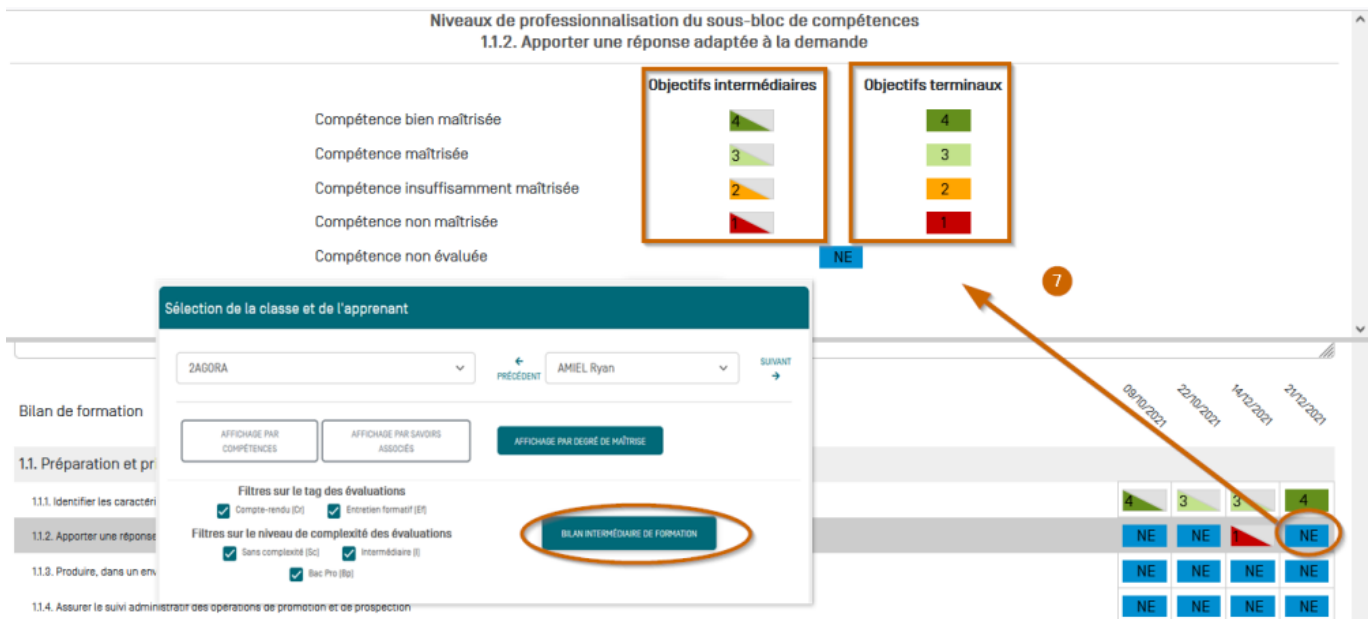 Niveaux de professionnalisation du sous-bloc de compétences
1.1.2. Apporter une réponse adaptée à la demande
Objectifs intermédiaires Objectifs terminaux
Compétence bien maîtrisée 4 4
Compétence maîtrisée 3 3
Compétence insuffisamment maîtrisée 2 2
Compétence non maîtrisée 1 1
Compétence non évaluée NE
7
Sélection de la classe et de l'apprenant
2AGORA PRÉCÉDENT AMIEL Ryan SUIVANT
Bilan de formation 09/10/2021 22/10/2021 14/12/2021 21/12/2021
AFFICHAGE PAR COMPÉTENCES AFFICHAGE PAR SAVOIRS ASSOCIÉS AFFICHAGE PAR DEGRÉ DE MAÎTRISE
1.1. Préparation et pri
Filtres sur le tag des évaluations
Compte-rendu (Cr) Entretien formatif (Ef)
1.1.1. Identifier les caractéri 4 3 3 4
Filtres sur le niveau de complexité des évaluations
BILAN INTERMÉDIAIRE DE FORMATION
1.1.2. Apporter une réponse NE NE 1 NE
Sans complexité (Sc) Intermédiaire (I)
Bac Pro (Bp)
1.1.3. Produire, dans un env NE NE NE NE
1.1.4. Assurer le suivi administratif des opérations de promotion et de prospection NE NE NE NE